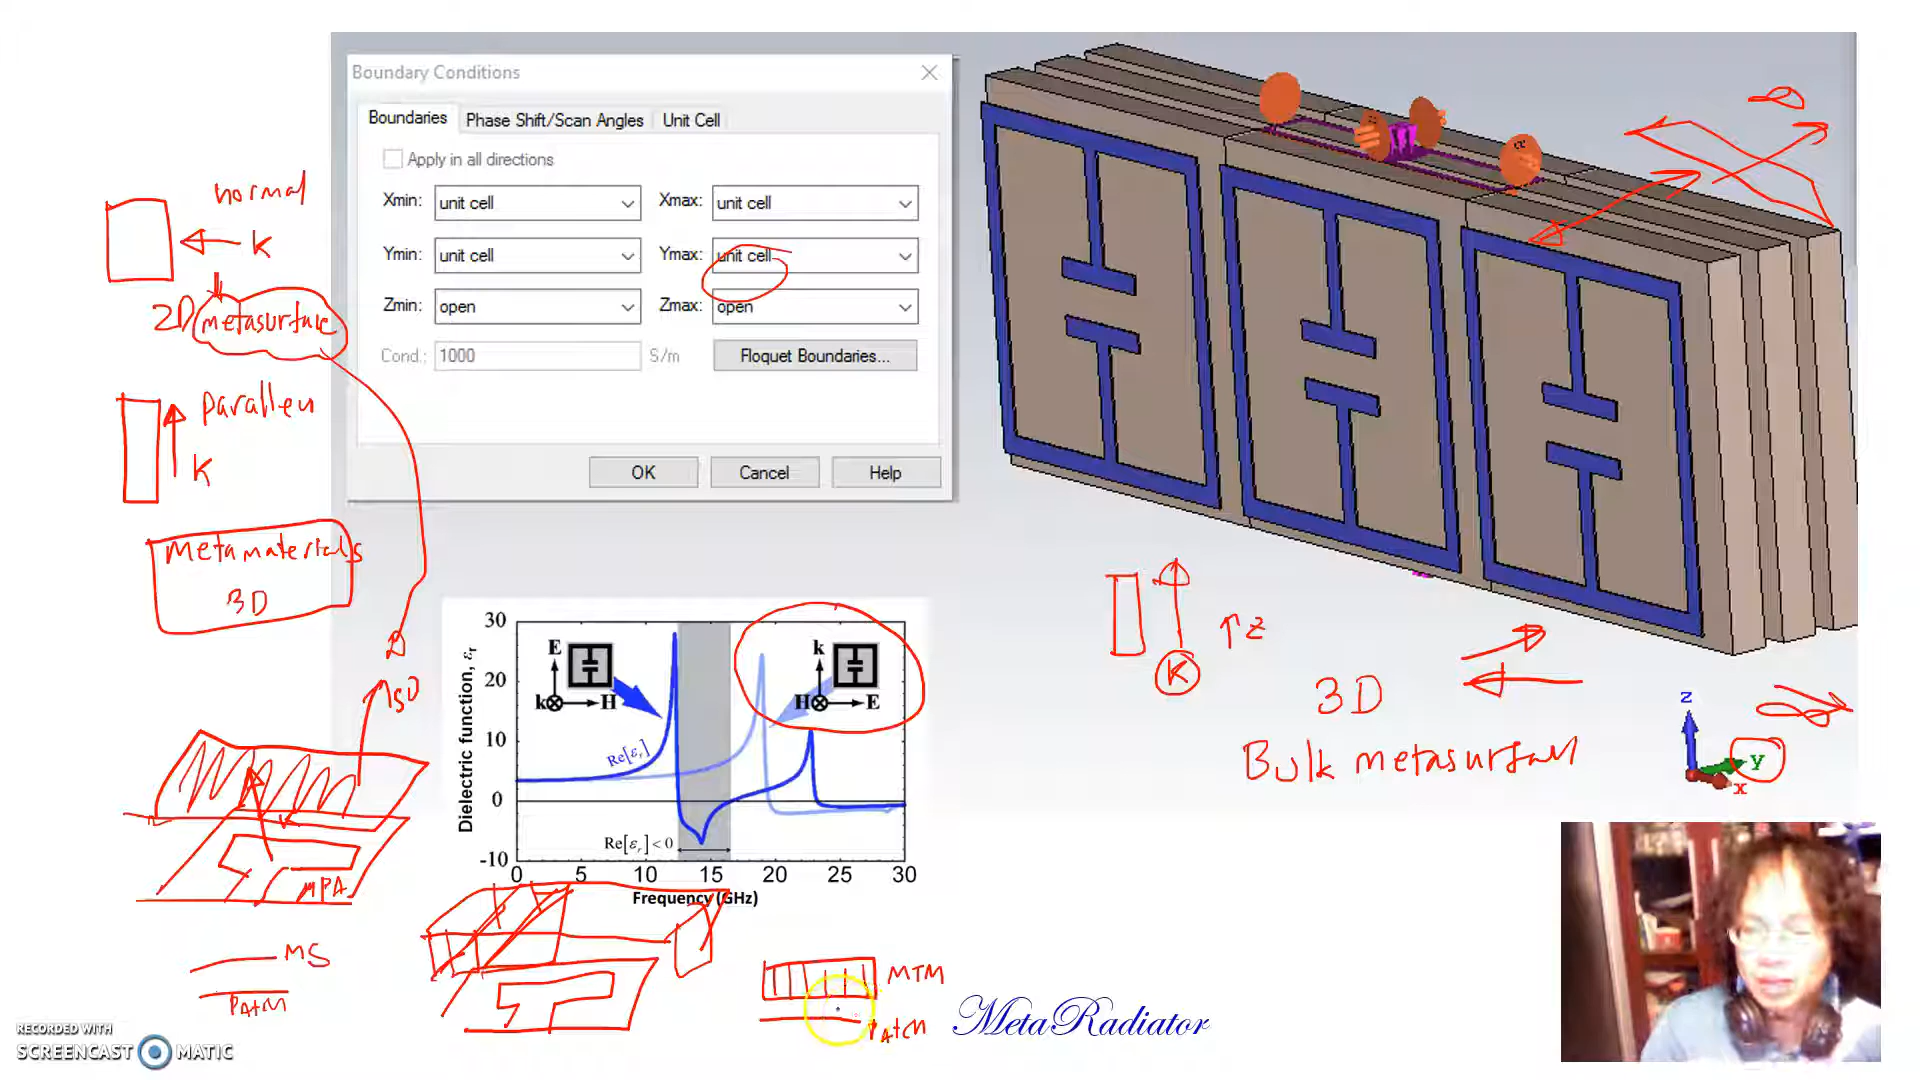 Boundary Conditions
Boundaries
Phase Shift/Scan Angles
Unit Cell
Apply in all directions
Xmin: unit cell
Xmax: unit cell
Ymin: unit cell
Ymax: unit cell
Zmin: open
Zmax: open
Cond.: 1000 S/m
Floquet Boundaries...
OK
Cancel
Help
normal
K
2D metasurface
parallel
K
Metamaterials
3D
MPA
MS
PAtCH
Dielectric function, εr
30
20
10
0
-10
E
k
H
Re[εr]
k
H
E
Re[εr]<0
0 5 10 15 20 25 30
Frequency (GHz)
MTM
PAtCH
MetaRadiator
K
↑Z
3D
Bulk metasurface
z
y
x
RECORDED WITH
SCREENCAST MATIC